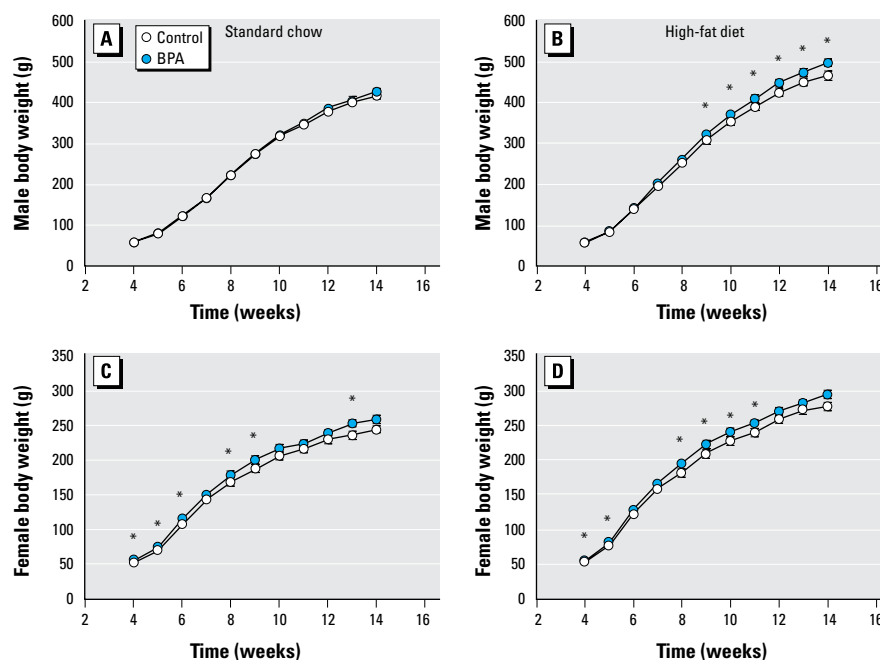 A
Control
BPA
Standard chow
Male body weight (g)
600
500
400
300
200
100
0
2 4 6 8 10 12 14 16
Time (weeks)
B
High-fat diet
* * * * * *
Male body weight (g)
600
500
400
300
200
100
0
2 4 6 8 10 12 14 16
Time (weeks)
C
* * * * * *
Female body weight (g)
350
300
250
200
150
100
50
0
2 4 6 8 10 12 14 16
Time (weeks)
D
* * * * * *
Female body weight (g)
350
300
250
200
150
100
50
0
2 4 6 8 10 12 14 16
Time (weeks)